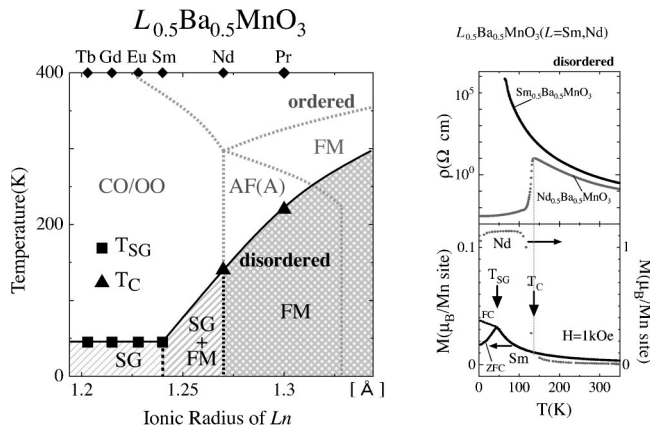 L0.5Ba0.5MnO3
Tb Gd Eu Sm Nd Pr
400
ordered
FM
CO/OO
AF(A)
Temperature(K)
200
TSG
TC
disordered
SG
+
FM
FM
SG
0
1.2 1.25 1.3 [ Å ]
Ionic Radius of Ln
L0.5Ba0.5MnO3(L=Sm,Nd)
disordered
10^5
Sm0.5Ba0.5MnO3
ρ(Ω cm)
10^0
Nd0.5Ba0.5MnO3
0.1
Nd
1
TSG
TC
M(μB/Mn site)
M(μB/Mn site)
FC
H=1kOe
Sm
ZFC
0
0
0 100 200 300
T(K)